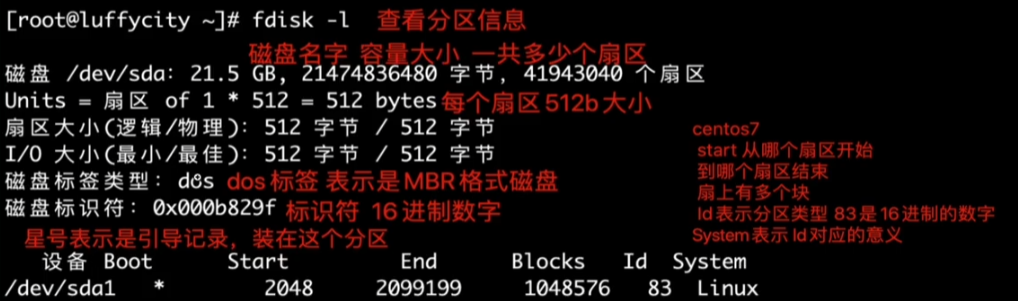 [root@luffycity ~]# fdisk -l 查看分区信息
磁盘名字 容量大小 一共多少个扇区
磁盘 /dev/sda：21.5 GB, 21474836480 字节，41943040 个扇区
Units = 扇区 of 1 * 512 = 512 bytes 每个扇区512b大小
扇区大小(逻辑/物理)：512 字节 / 512 字节
I/O 大小(最小/最佳)：512 字节 / 512 字节
磁盘标签类型：dos dos标签 表示是MBR格式磁盘
磁盘标识符：0x000b829f 标识符 16进制数字
centos7
start 从哪个扇区开始
到哪个扇区结束
扇上有多个块
Id表示分区类型 83是16进制的数字
System表示Id对应的意义
星号表示是引导记录，装在这个分区
设备 Boot Start End Blocks Id System
/dev/sda1 * 2048 2099199 1048576 83 Linux